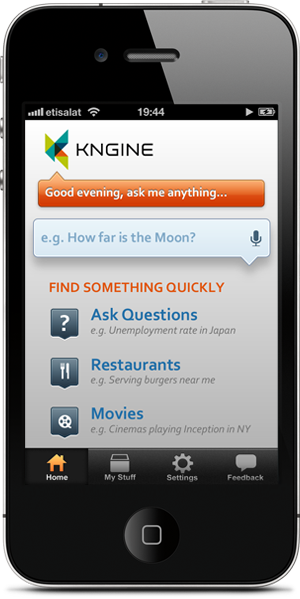 etisalat 19:44
KNGINE
Good evening, ask me anything...
e.g. How far is the Moon?
FIND SOMETHING QUICKLY
?
Ask Questions
e.g. Unemployment rate in Japan
Restaurants
e.g. Serving burgers near me
Movies
e.g. Cinemas playing Inception in NY
Home My Stuff Settings Feedback